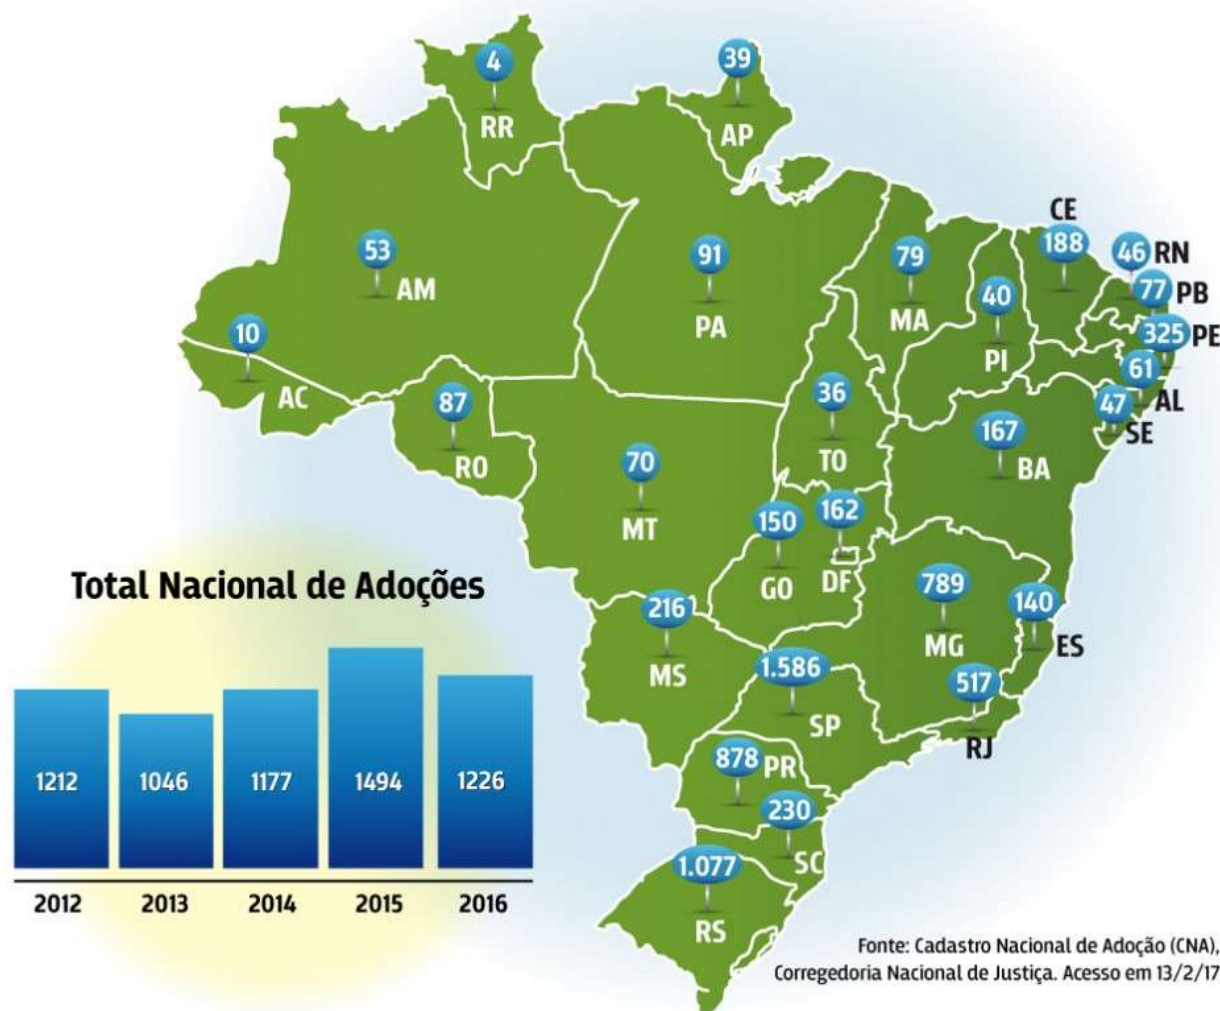 4
RR
39
AP
53
AM
91
PA
79
MA
CE
188
46 RN
77 PB
40
PI
325 PE
10
AC
61
AL
87
RO
36
TO
47
SE
167
BA
70
MT
150
GO
162
DF
Total Nacional de Adoções
789
MG
140
ES
216
MS
1.586
SP
517
RJ
878 PR
230
SC
1.077
RS
1212 1046 1177 1494 1226
2012 2013 2014 2015 2016
Fonte: Cadastro Nacional de Adoção (CNA),
Corregedoria Nacional de Justiça. Acesso em 13/2/17